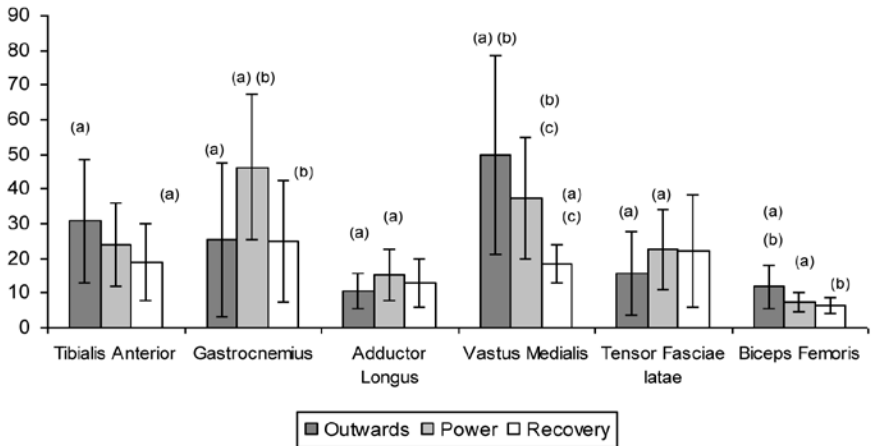 90
80
(a) (b)
(a) (b)
70
(b)
60
(a)
(a)
(c)
50
(b)
(a)
(a)
40
(a)
(a)
(a)
(c)
(a)
(a)
30
(b)
(a)
20
(b)
10
0
Tibialis Anterior Gastrocnemius Adductor Vastus Medialis Tensor Fasciae Biceps Femoris
Longus latae
Outwards Power Recovery